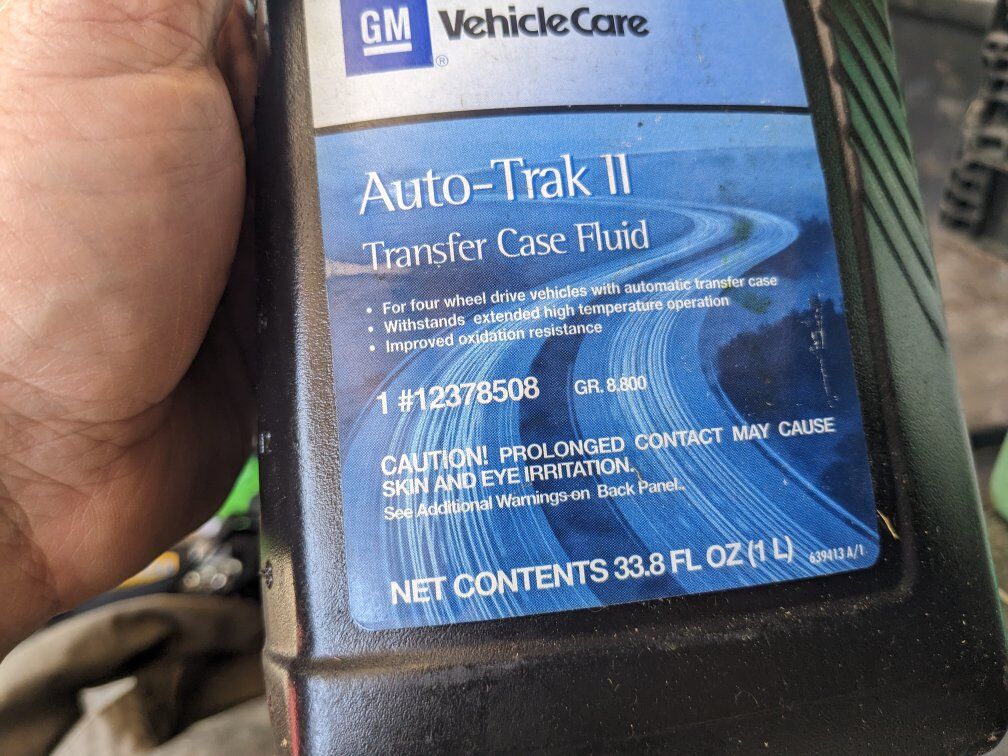 GM VehicleCare
®
Auto-Trak II
Transfer Case Fluid
• For four wheel drive vehicles with automatic transfer case
• Withstands extended high temperature operation
• Improved oxidation resistance
1 #12378508 GR. 8.800
CAUTION! PROLONGED CONTACT MAY CAUSE
SKIN AND EYE IRRITATION.
See Additional Warnings on Back Panel.
NET CONTENTS 33.8 FL OZ (1 L) 639413 A/1